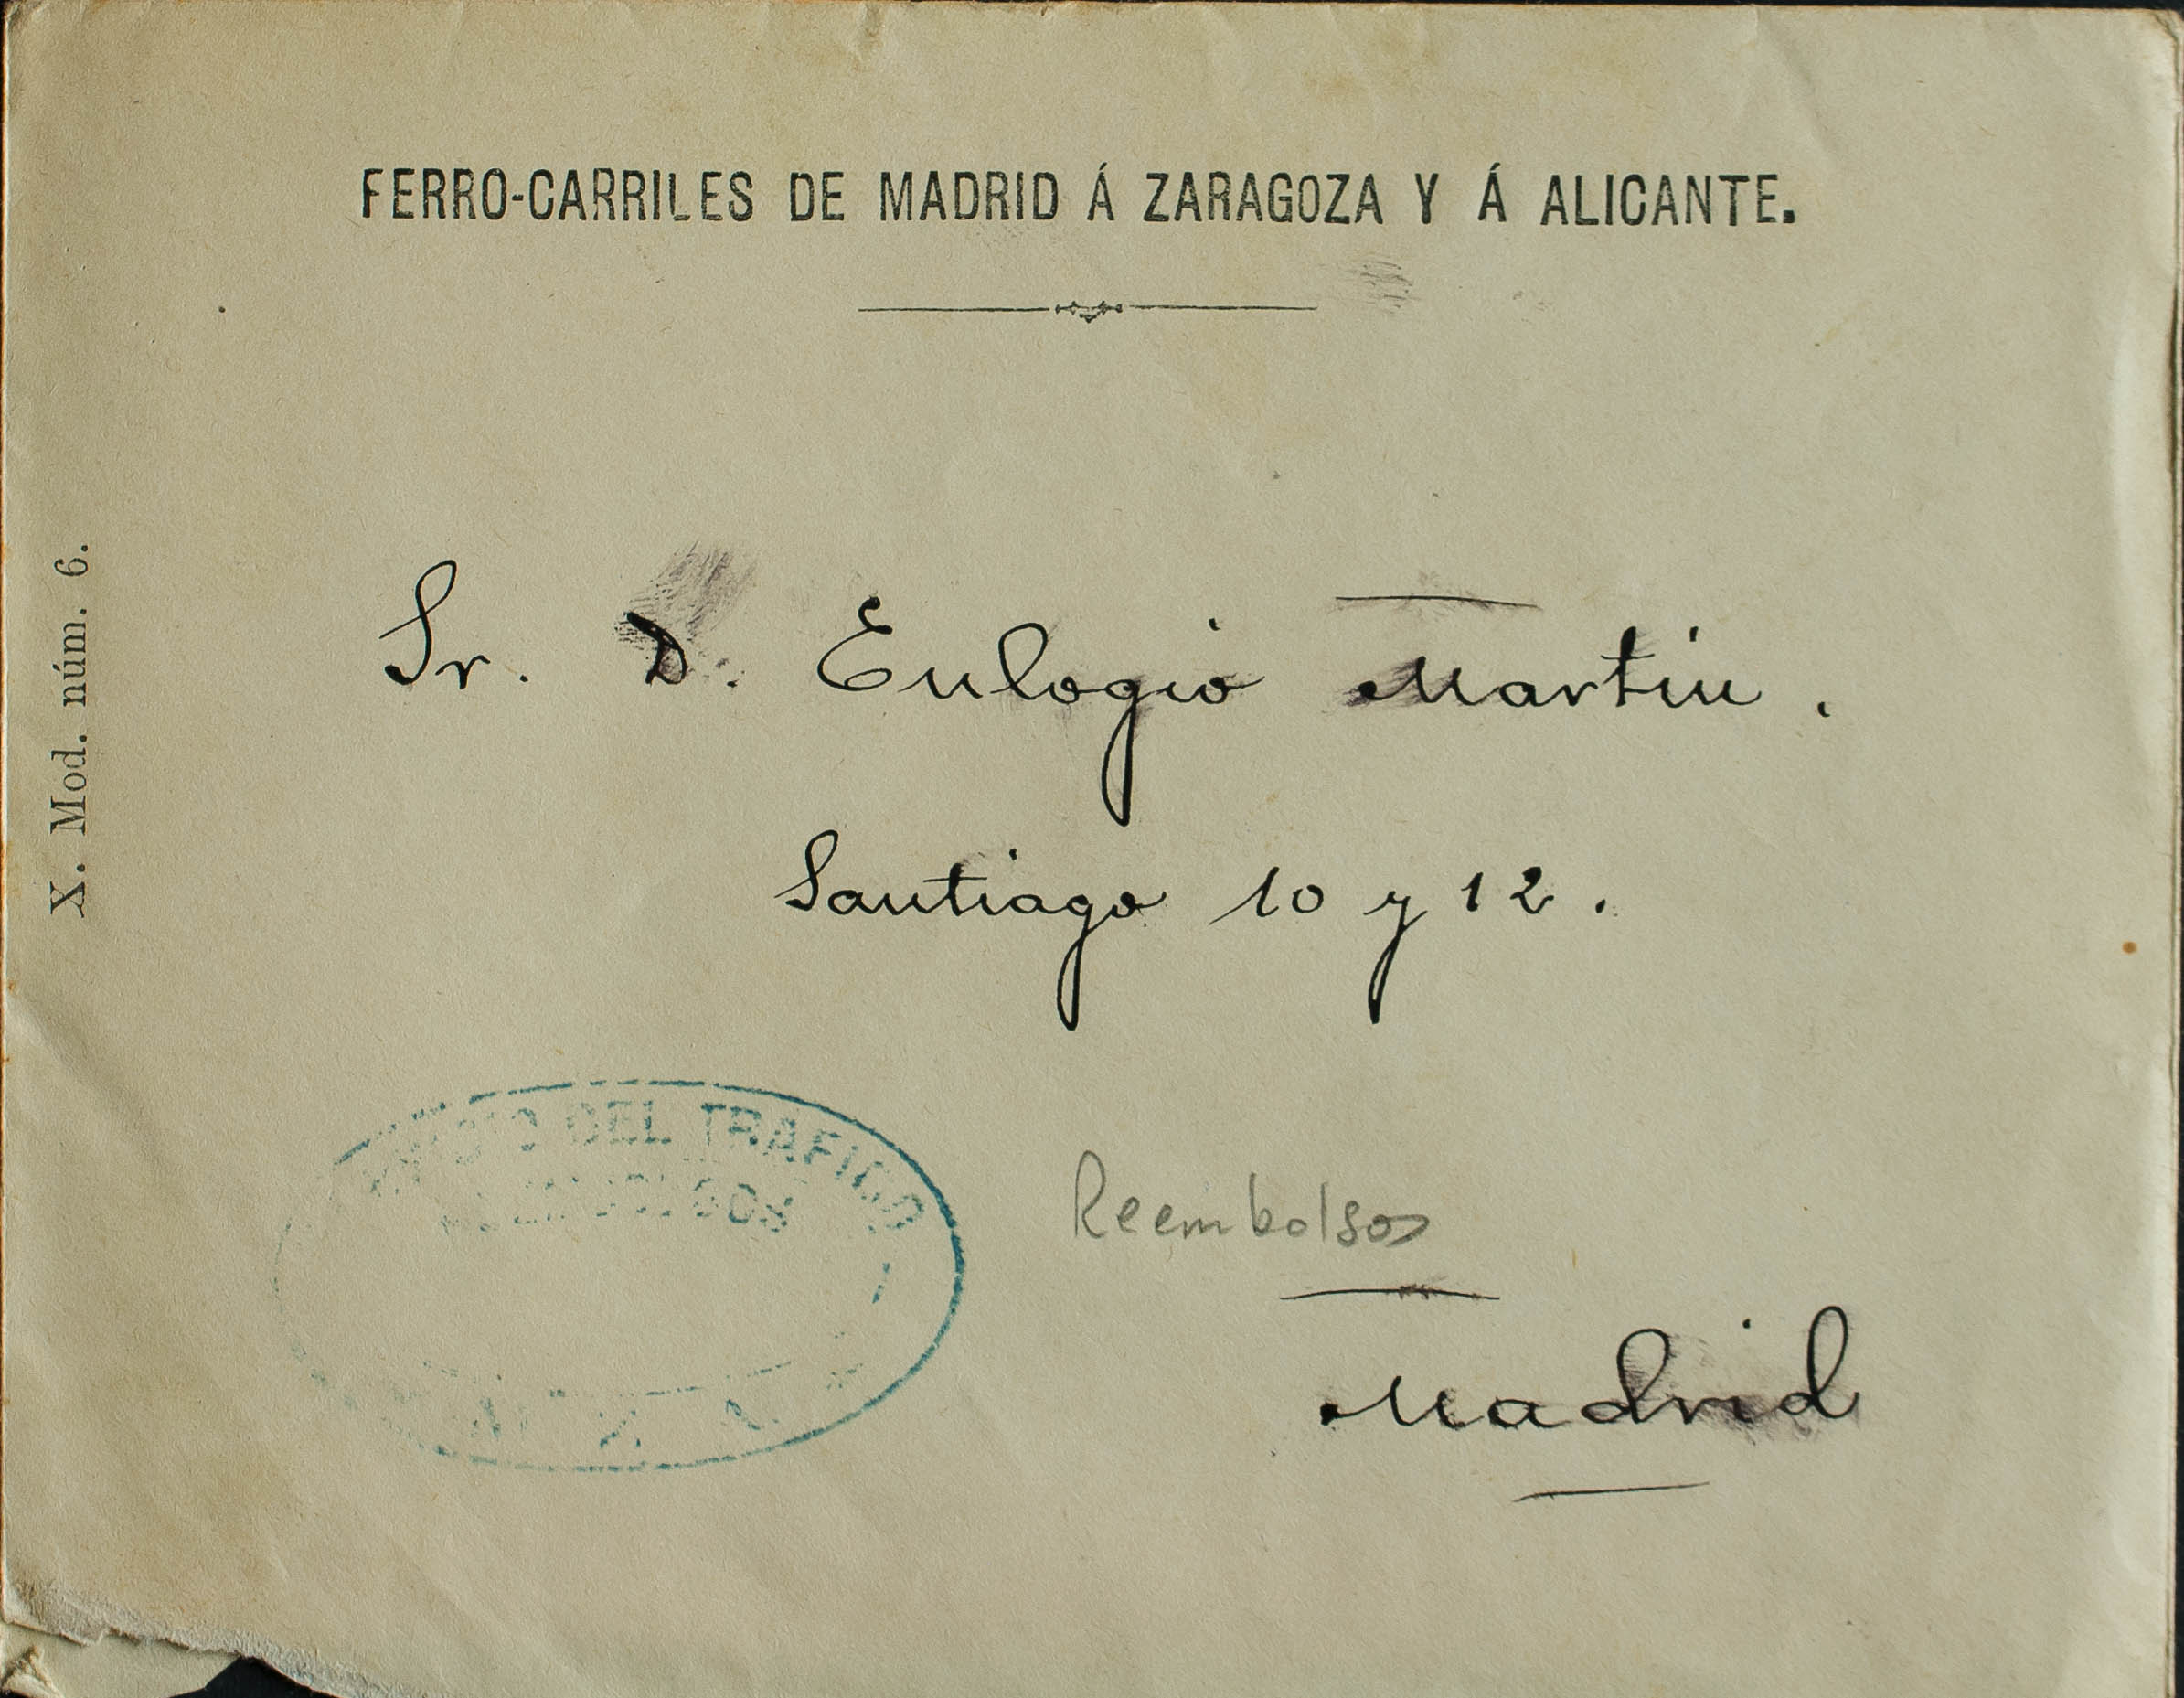 FERRO-CARRILES DE MADRID Á ZARAGOZA Y Á ALICANTE.
X. Mod. núm. 6.
Sr. D. Eulogio Martin.
Santiago 10 y 12.
DEL TRAFICO
Reembolsos
Madrid